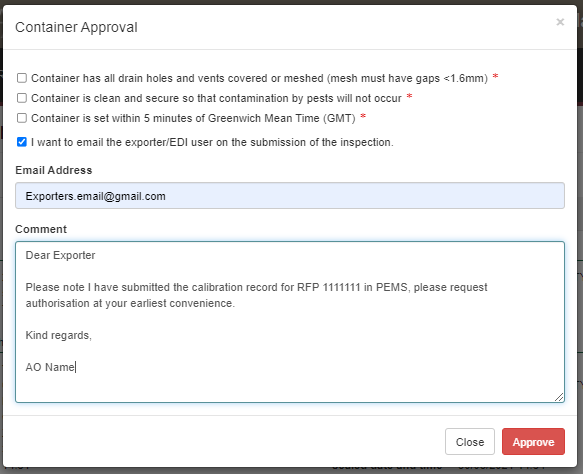 Container Approval
×
Container has all drain holes and vents covered or meshed (mesh must have gaps <1.6mm) *
Container is clean and secure so that contamination by pests will not occur *
Container is set within 5 minutes of Greenwich Mean Time (GMT) *
I want to email the exporter/EDI user on the submission of the inspection.
Email Address
Exporters.email@gmail.com
Comment
Dear Exporter
Please note I have submitted the calibration record for RFP 1111111 in PEMS, please request
authorisation at your earliest convenience.
Kind regards,
AO Name
Close
Approve